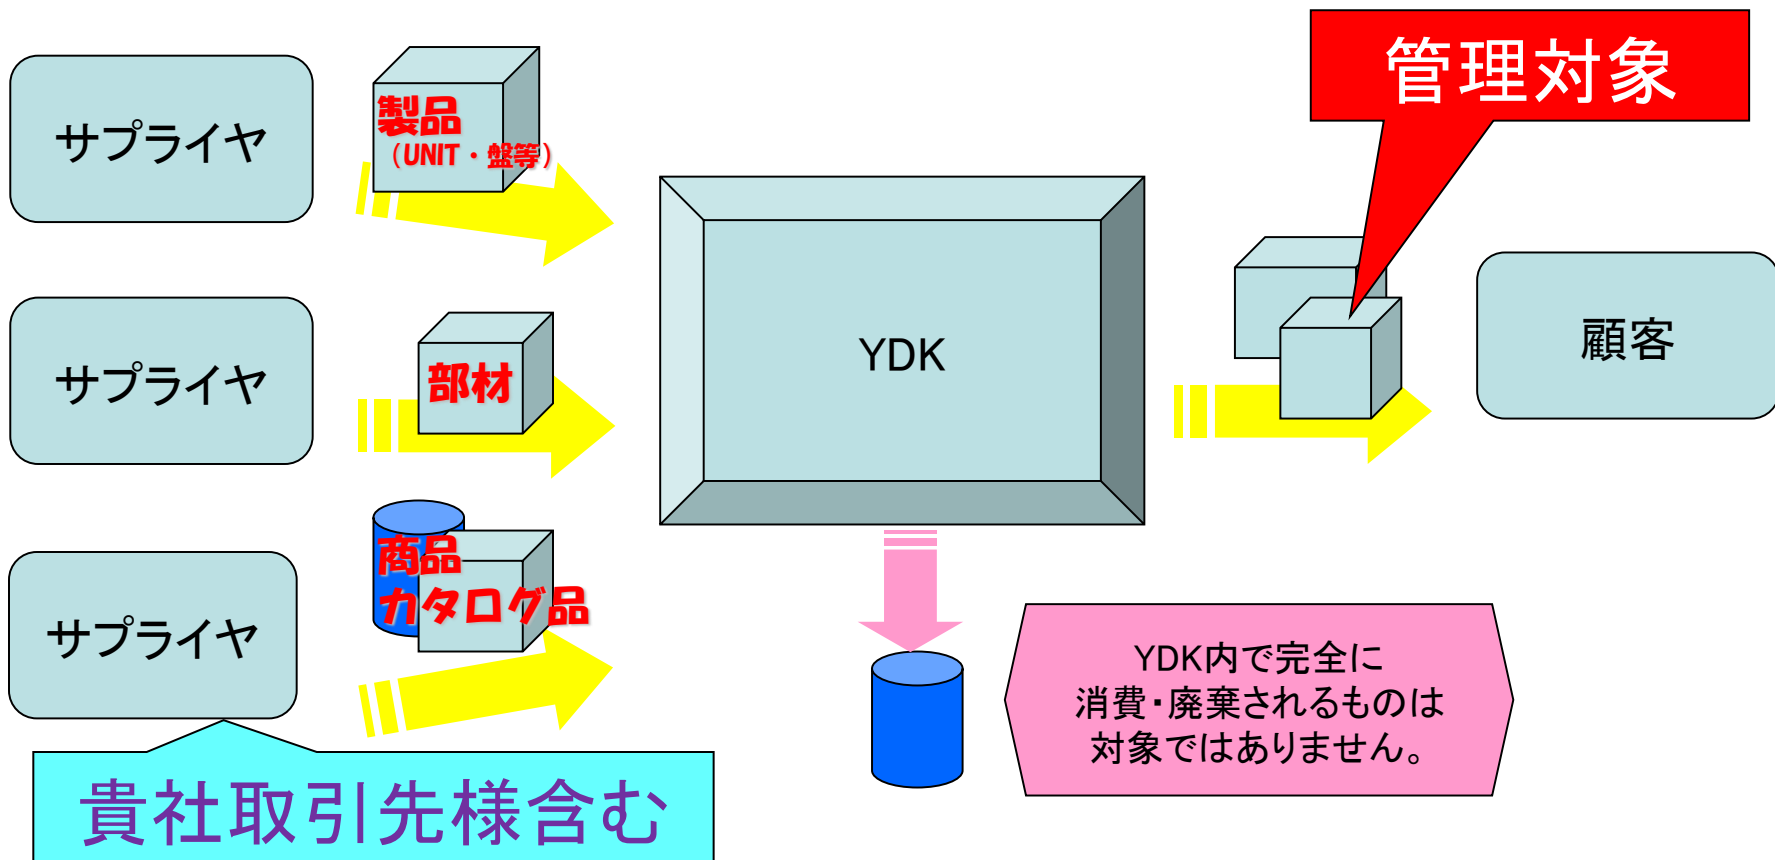 管理対象
サプライヤ
製品
（UNIT・盤等）
サプライヤ
部材
YDK
顧客
サプライヤ
商品
カタログ品
YDK内で完全に
消費・廃棄されるものは
対象ではありません。
貴社取引先様含む